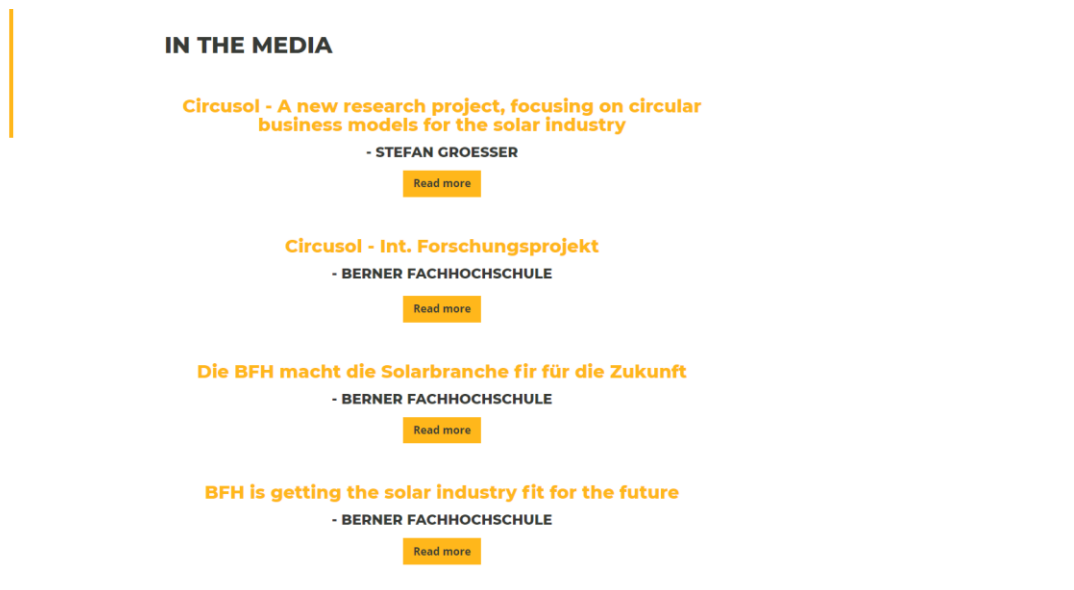 IN THE MEDIA
Circusol - A new research project, focusing on circular
business models for the solar industry
- STEFAN GROESSER
Read more
Circusol - Int. Forschungsprojekt
- BERNER FACHHOCHSCHULE
Read more
Die BFH macht die Solarbranche fir für die Zukunft
- BERNER FACHHOCHSCHULE
Read more
BFH is getting the solar industry fit for the future
- BERNER FACHHOCHSCHULE
Read more